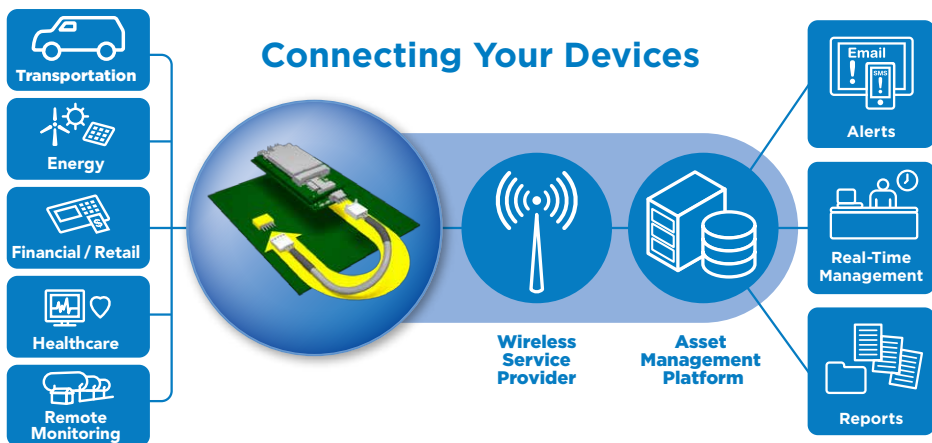 Connecting Your Devices
Transportation
Energy
Financial / Retail
Healthcare
Remote
Monitoring
Wireless
Service
Provider
Asset
Management
Platform
Email
!
SMS
!
Alerts
Real-Time
Management
Reports